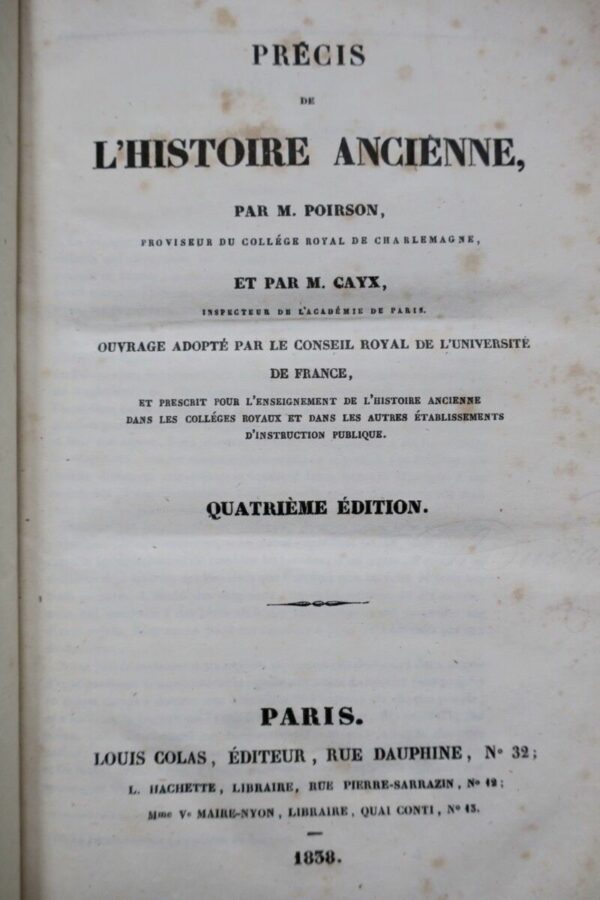 PRÉCIS
DE
L'HISTOIRE ANCIENNE,
PAR M. POIRSON,
PROVISEUR DU COLLÉGE ROYAL DE CHARLEMAGNE,
ET PAR M. CAYX,
INSPECTEUR DE L'ACADÉMIE DE PARIS.
OUVRAGE ADOPTÉ PAR LE CONSEIL ROYAL DE L'UNIVERSITÉ
DE FRANCE,
ET PRESCRIT POUR L'ENSEIGNEMENT DE L'HISTOIRE ANCIENNE
DANS LES COLLÉGES ROYAUX ET DANS LES AUTRES ÉTABLISSEMENTS
D'INSTRUCTION PUBLIQUE.
QUATRIÈME ÉDITION.
PARIS.
LOUIS COLAS, ÉDITEUR, RUE DAUPHINE, No 32;
L. HACHETTE, LIBRAIRE, RUE PIERRE-SARRAZIN, No 12;
Mme Ve MAIRE-NYON, LIBRAIRE, QUAI CONTI, No 13.
1838.